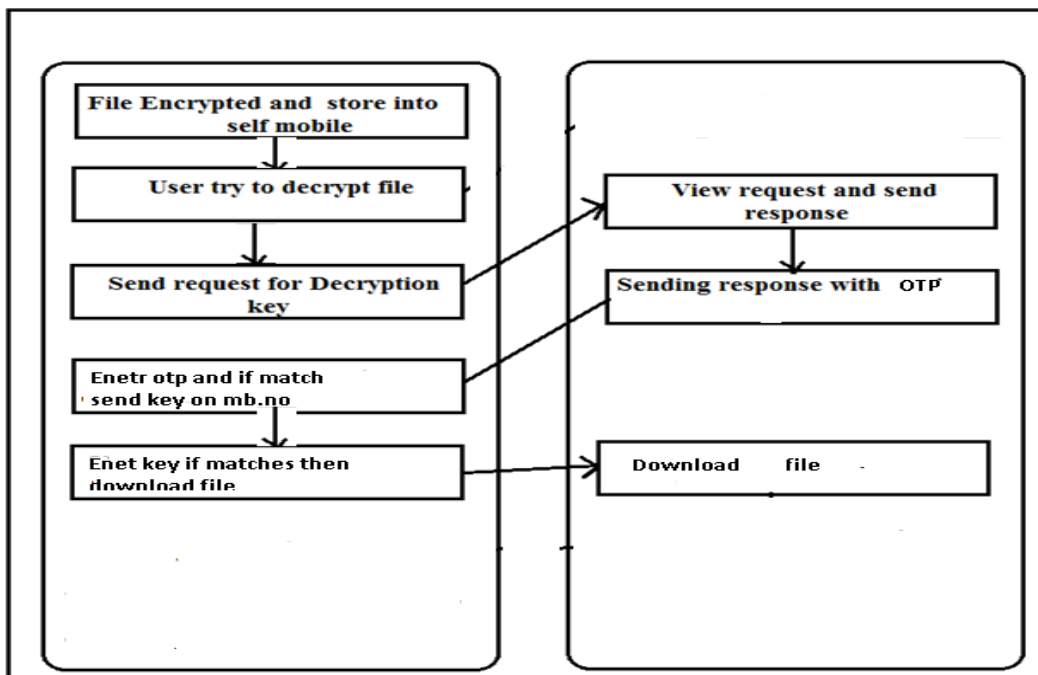 File Encrypted and store into
self mobile
User try to decrypt file
Send request for Decryption
key
Enetr otp and if match
send key on mb.no
Enet key if matches then
download file
View request and send
response
Sending response with OTP
Download file